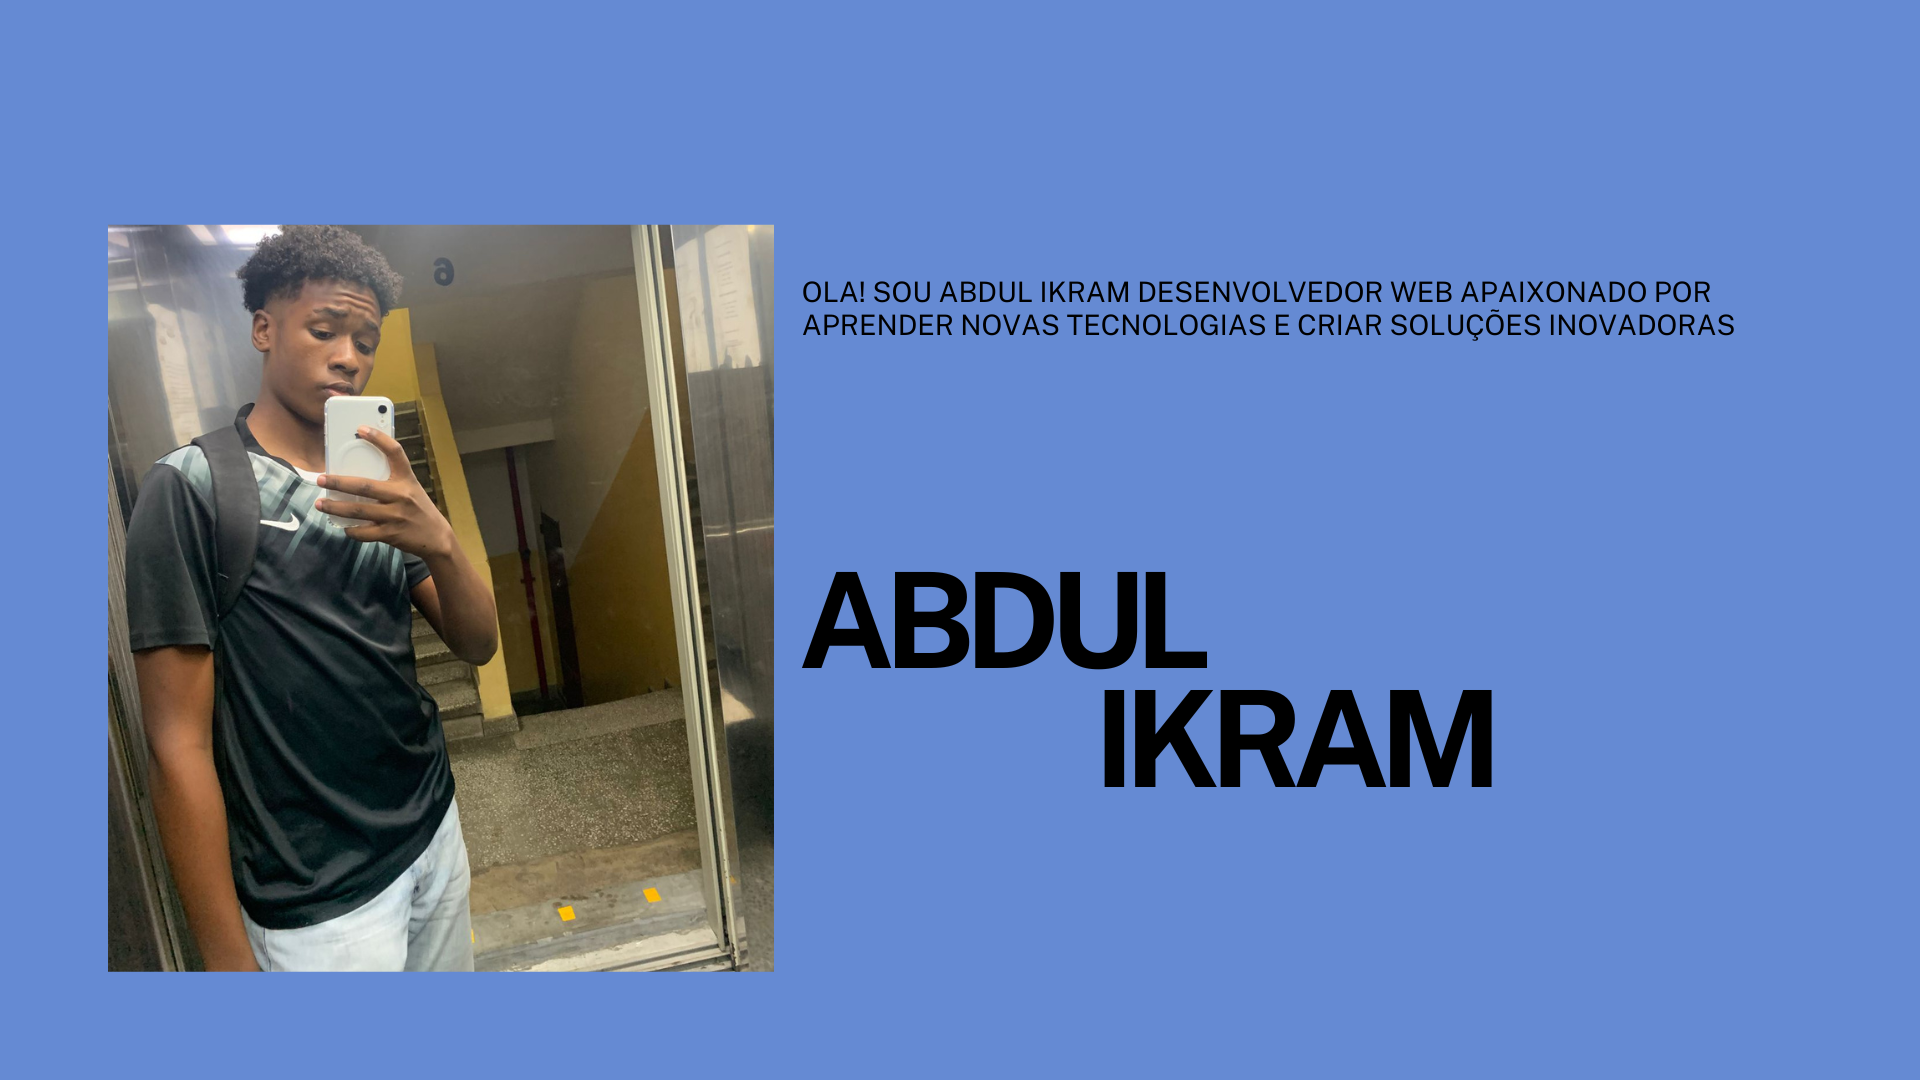 OLA! SOU ABDUL IKRAM DESENVOLVEDOR WEB APAIXONADO POR
APRENDER NOVAS TECNOLOGIAS E CRIAR SOLUÇÕES INOVADORAS
ABDUL
IKRAM